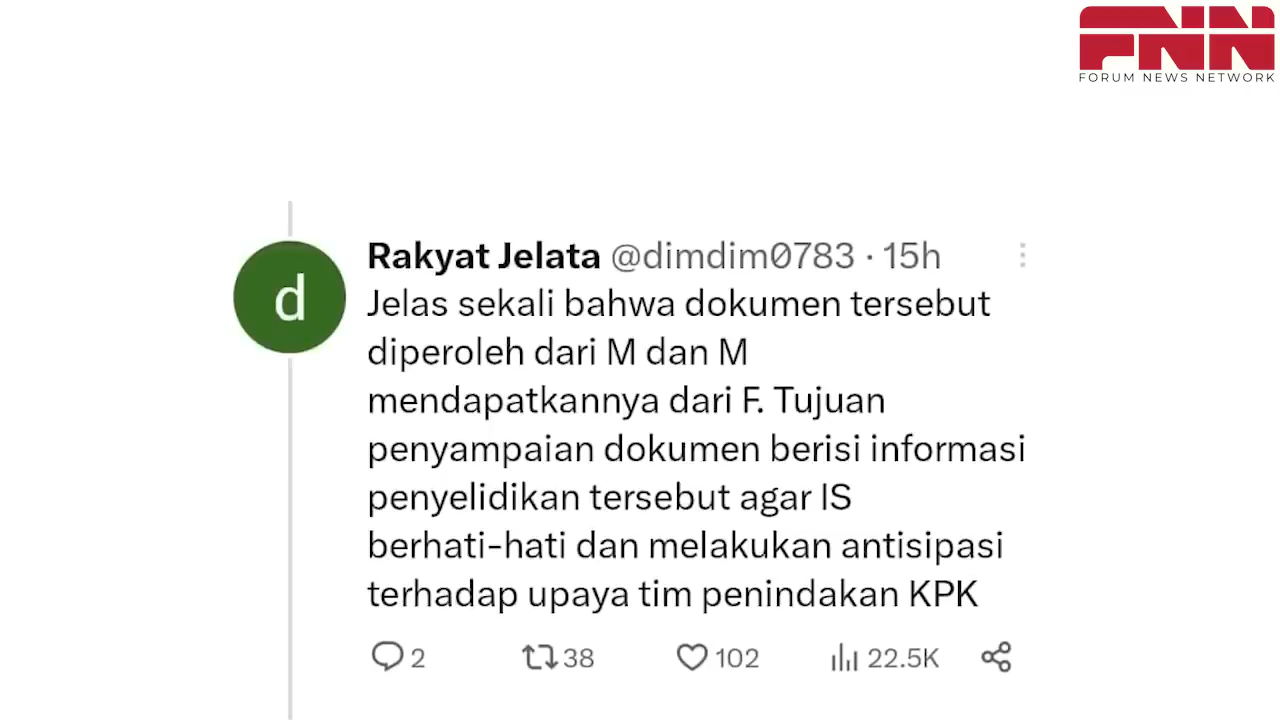 FNN
FORUM NEWS NETWORK
d
Rakyat Jelata @dimdim0783 · 15h
Jelas sekali bahwa dokumen tersebut
diperoleh dari M dan M
mendapatkannya dari F. Tujuan
penyampaian dokumen berisi informasi
penyelidikan tersebut agar IS
berhati-hati dan melakukan antisipasi
terhadap upaya tim penindakan KPK
2 38 102 22.5K